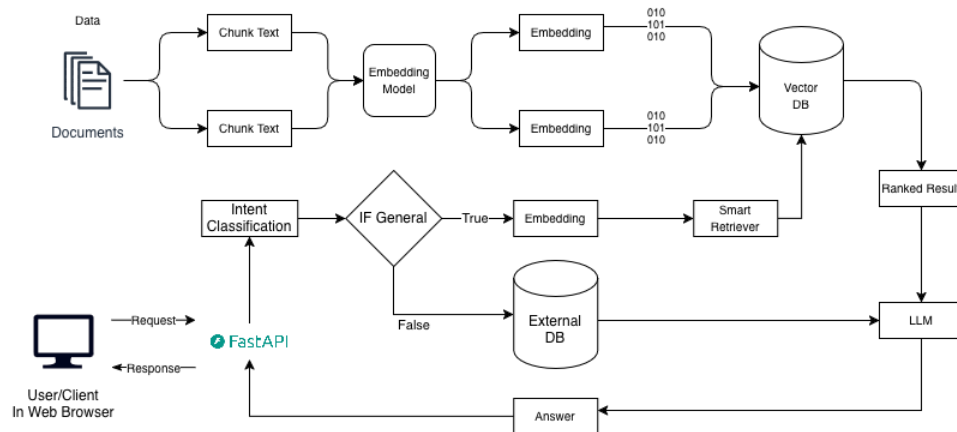 Data
Documents
Chunk Text
Chunk Text
Embedding
Model
Embedding
Embedding
010
101
010
010
101
010
Vector
DB
Ranked Result
Intent
Classification
IF General
True
Embedding
Smart
Retriever
False
External
DB
LLM
Request
FastAPI
Response
User/Client
In Web Browser
Answer